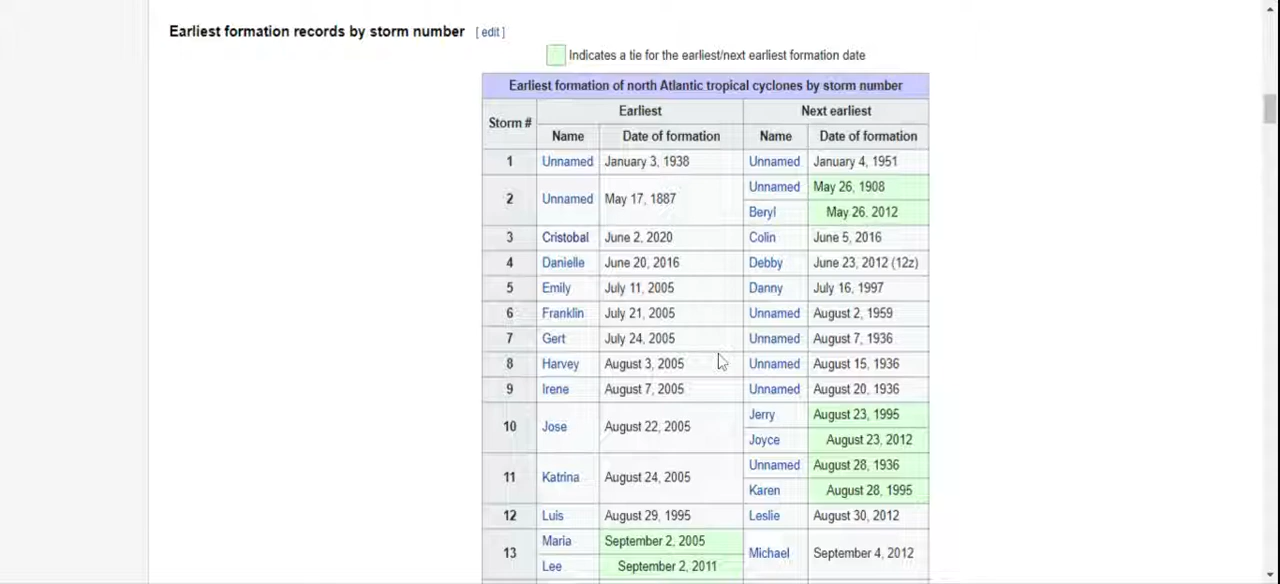 Earliest formation records by storm number [ edit ]
Indicates a tie for the earliest/next earliest formation date
Earliest formation of north Atlantic tropical cyclones by storm number
Storm # Earliest Next earliest
Name Date of formation Name Date of formation
1 Unnamed January 3, 1938 Unnamed January 4, 1951
2 Unnamed May 17, 1887 Unnamed May 26, 1908
Beryl May 26, 2012
3 Cristobal June 2, 2020 Colin June 5, 2016
4 Danielle June 20, 2016 Debby June 23, 2012 (12z)
5 Emily July 11, 2005 Danny July 16, 1997
6 Franklin July 21, 2005 Unnamed August 2, 1959
7 Gert July 24, 2005 Unnamed August 7, 1936
8 Harvey August 3, 2005 Unnamed August 15, 1936
9 Irene August 7, 2005 Unnamed August 20, 1936
10 Jose August 22, 2005 Jerry August 23, 1995
Joyce August 23, 2012
11 Katrina August 24, 2005 Unnamed August 28, 1936
Karen August 28, 1995
12 Luis August 29, 1995 Leslie August 30, 2012
13 Maria September 2, 2005 Michael September 4, 2012
Lee September 2, 2011